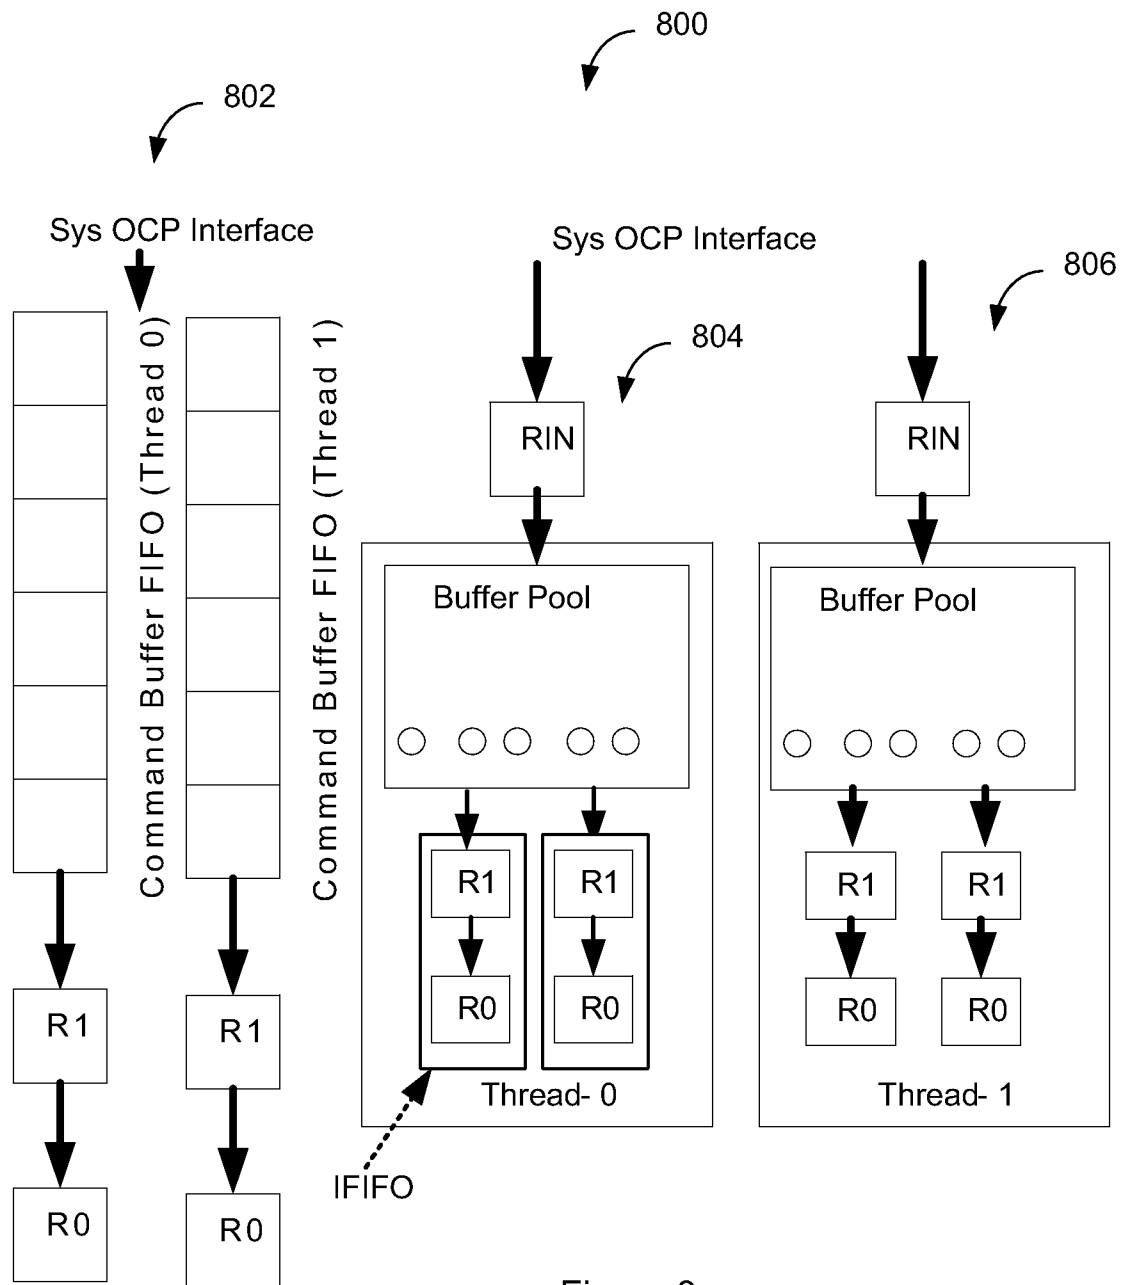 800
802
Sys OCP Interface
Sys OCP Interface
806
804
Command Buffer FIFO (Thread 0)
Command Buffer FIFO (Thread 1)
RIN
RIN
Buffer Pool
Buffer Pool
R1
R1
R1
R1
R0
R0
R0
R0
R1
R1
Thread- 0
Thread- 1
IFIFO
R0
R0